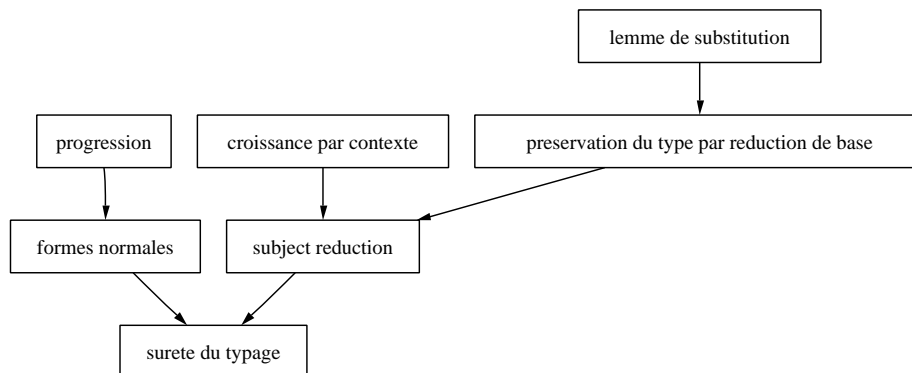 lemme de substitution
progression
croissance par contexte
preservation du type par reduction de base
formes normales
subject reduction
surete du typage